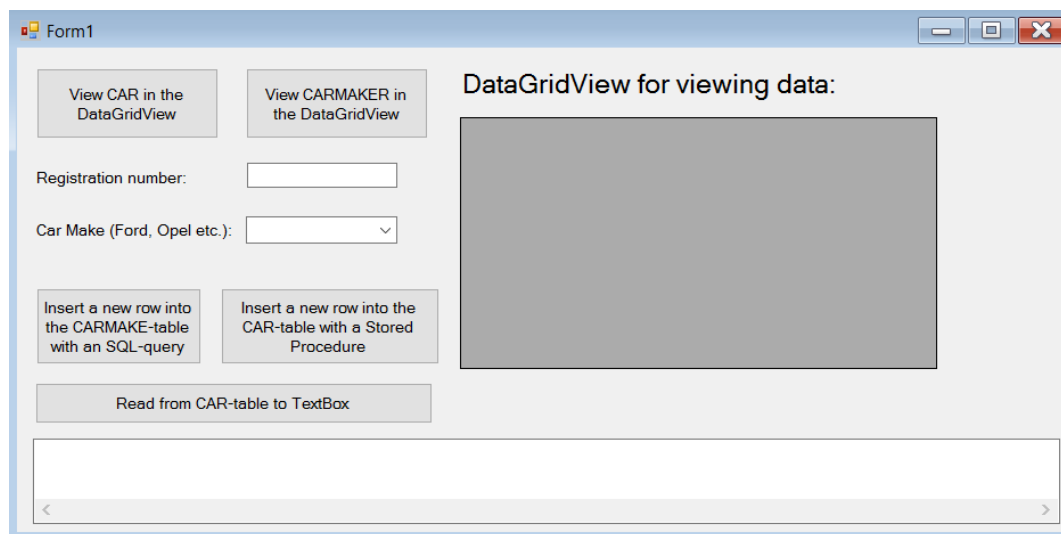 Form1
View CAR in the
DataGridView
View CARMAKER in
the DataGridView
DataGridView for viewing data:
Registration number:
Car Make (Ford, Opel etc.):
Insert a new row into
the CARMAKE-table
with an SQL-query
Insert a new row into the
CAR-table with a Stored
Procedure
Read from CAR-table to TextBox